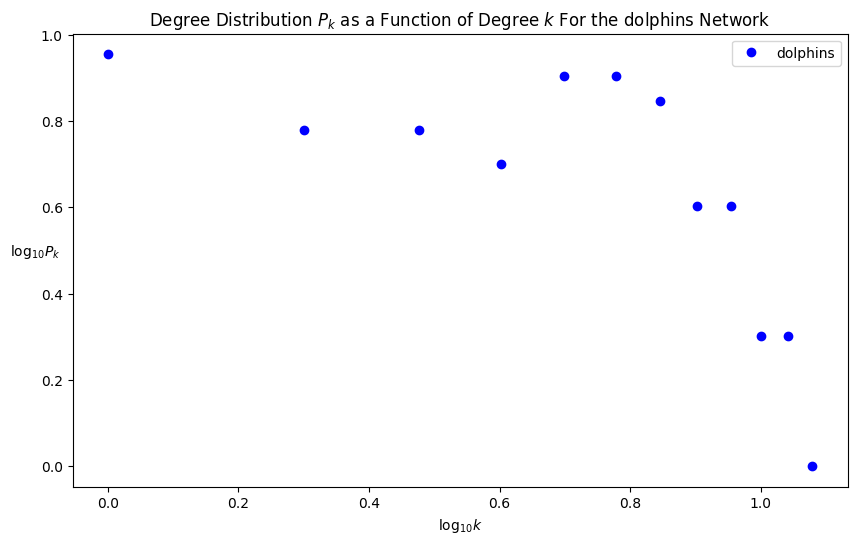 Degree Distribution $P_k$ as a Function of Degree $k$ For the dolphins Network
dolphins
1.0
0.8
0.6
$\log_{10} P_k$
0.4
0.2
0.0
0.0 0.2 0.4 0.6 0.8 1.0
$\log_{10} k$